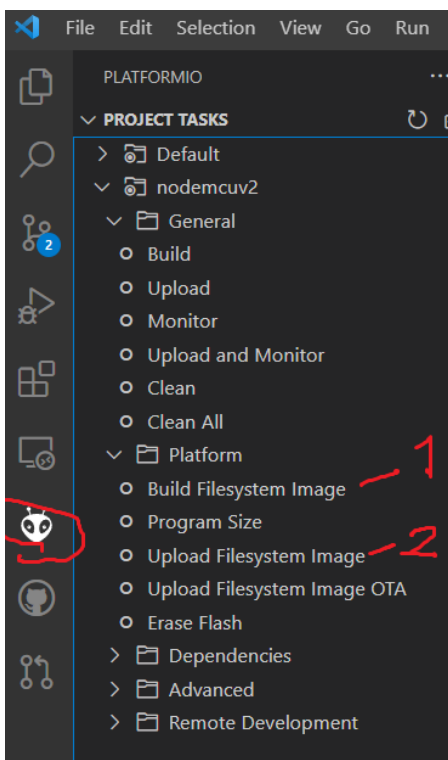 File Edit Selection View Go Run
PLATFORMIO ...
PROJECT TASKS
Default
nodemcuv2
General
2
Build
Upload
Monitor
Upload and Monitor
Clean
Clean All
Platform
1
Build Filesystem Image
Program Size
Upload Filesystem Image 2
Upload Filesystem Image OTA
Erase Flash
Dependencies
Advanced
Remote Development